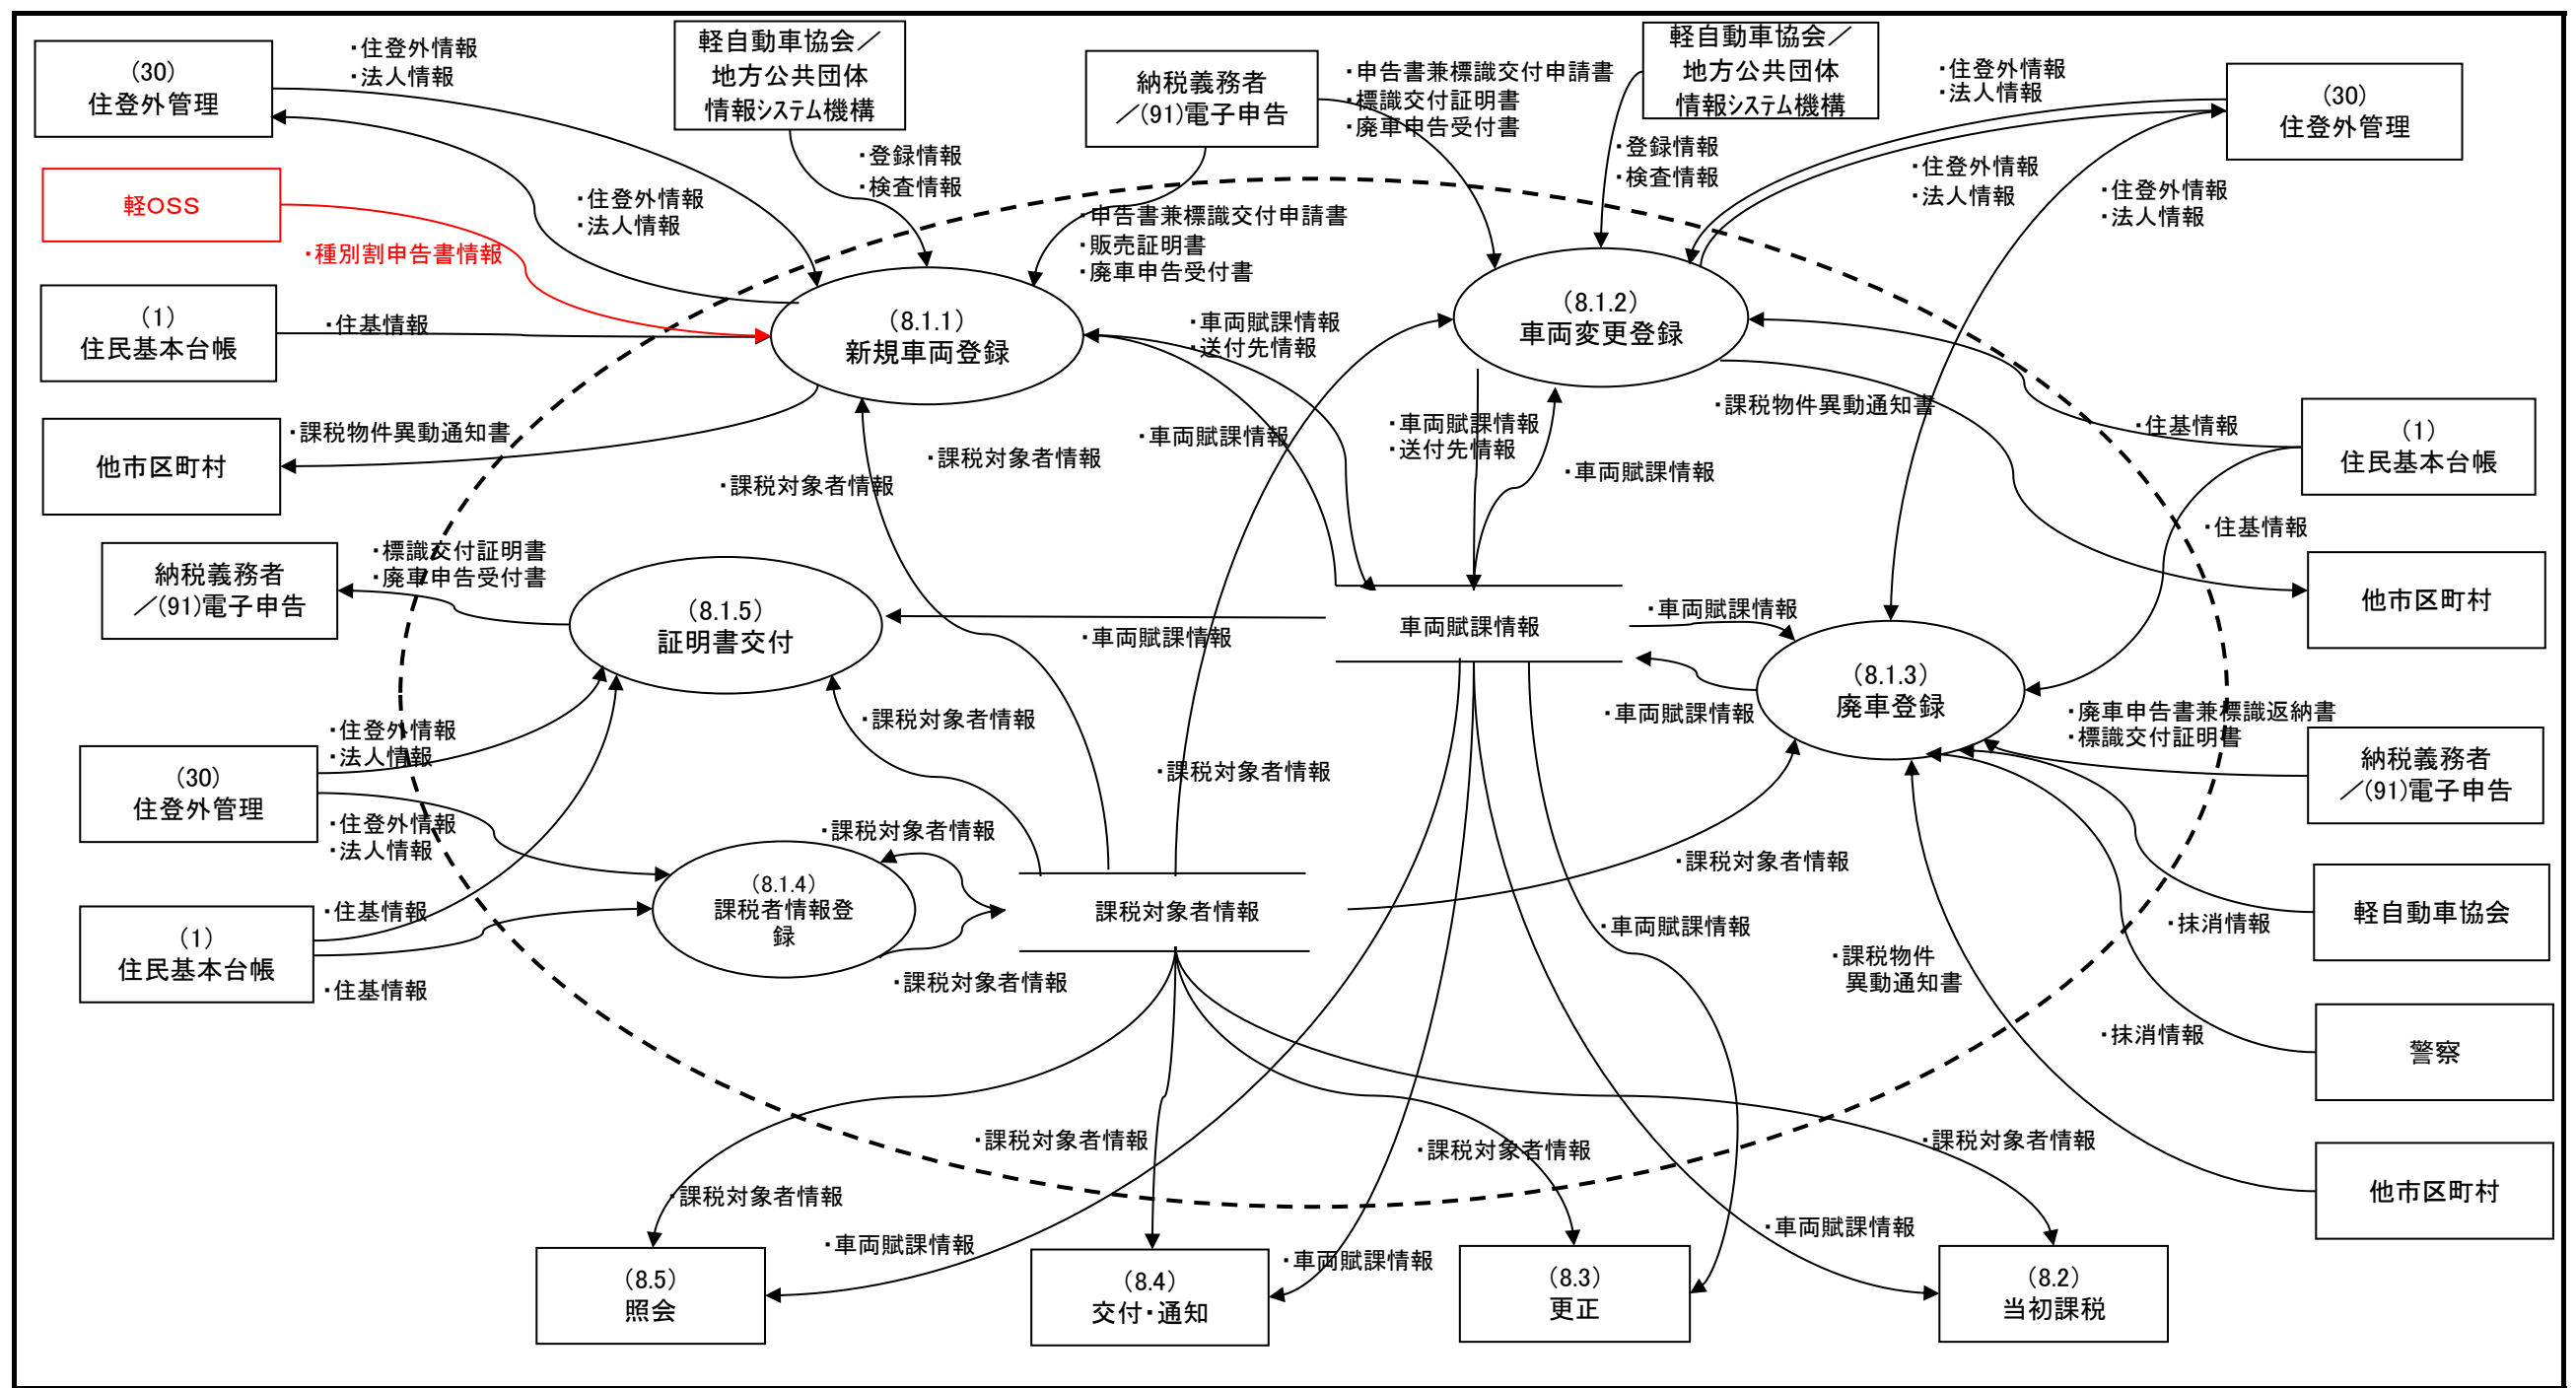 (30)
住登外管理
・住登外情報
・法人情報
軽自動車協会／
地方公共団体
情報システム機構
納税義務者
／(91)電子申告
・申告書兼標識交付申請書
・標識交付証明書
・廃車申告受付書
軽自動車協会／
地方公共団体
情報システム機構
・住登外情報
・法人情報
(30)
住登外管理
・登録情報
・検査情報
・登録情報
・検査情報
・住登外情報
・法人情報
・住登外情報
・法人情報
軽OSS
・種別割申告書情報
・住登外情報
・法人情報
・申告書兼標識交付申請書
・販売証明書
・廃車申告受付書
(1)
住民基本台帳
・住基情報
(8.1.1)
新規車両登録
・車両賦課情報
・送付先情報
(8.1.2)
車両変更登録
他市区町村
・課税物件異動通知書
・課税対象者情報
・課税対象者情報
・車両賦課情報
・車両賦課情報
・送付先情報
・車両賦課情報
・課税物件異動通知書
・住基情報
(1)
住民基本台帳
・住基情報
納税義務者
／(91)電子申告
・標識交付証明書
・廃車申告受付書
(8.1.5)
証明書交付
・車両賦課情報
車両賦課情報
・車両賦課情報
他市区町村
(8.1.3)
廃車登録
・車両賦課情報
・廃車申告書兼標識返納書
・標識交付証明書
納税義務者
／(91)電子申告
(30)
住登外管理
・住登外情報
・法人情報
・住登外情報
・法人情報
・課税対象者情報
・課税対象者情報
・課税対象者情報
(8.1.4)
課税者情報登
録
課税対象者情報
・課税対象者情報
・課税対象者情報
・車両賦課情報
(1)
住民基本台帳
・住基情報
・住基情報
軽自動車協会
・抹消情報
・課税物件
異動通知書
・抹消情報
警察
・課税対象者情報
・課税対象者情報
・課税対象者情報
・課税対象者情報
他市区町村
・車両賦課情報
・車両賦課情報
・車両賦課情報
(8.5)
照会
(8.4)
交付・通知
(8.3)
更正
(8.2)
当初課税